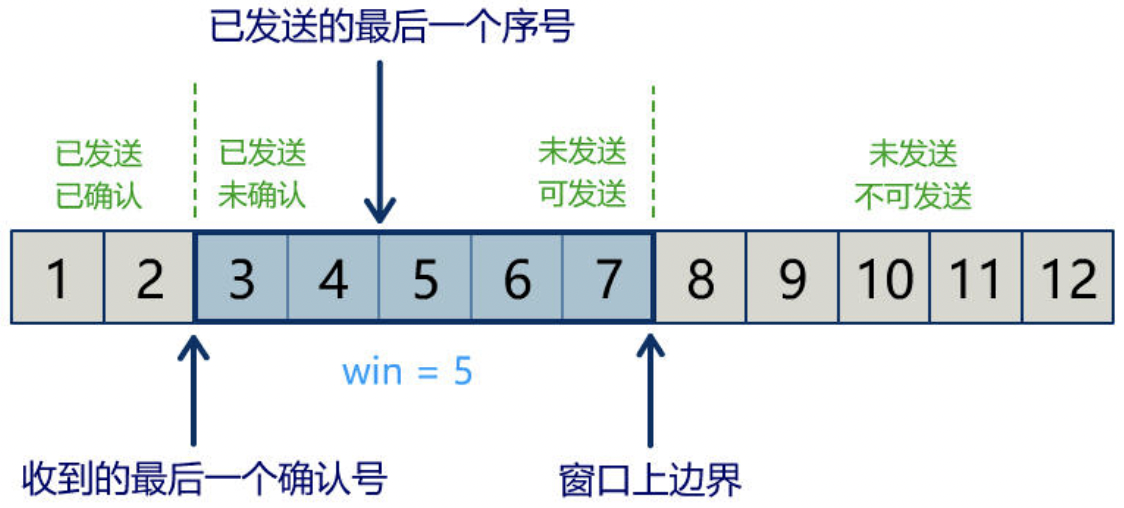 已发送的最后一个序号
已发送 已发送 未发送 未发送
已确认 未确认 可发送 不可发送
1 2 3 4 5 6 7 8 9 10 11 12
win = 5
收到的最后一个确认号 窗口上边界